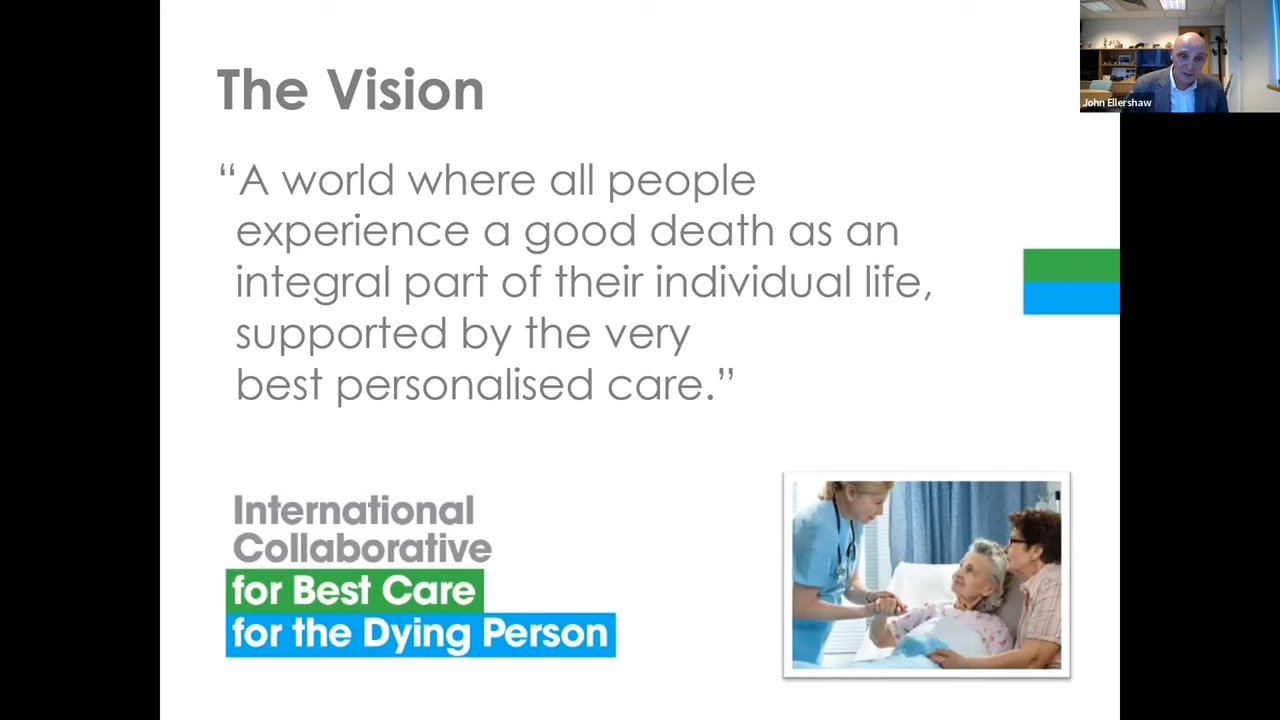 The Vision
“A world where all people
experience a good death as an
integral part of their individual life,
supported by the very
best personalised care.”
International
Collaborative
for Best Care
for the Dying Person
John Ellershaw